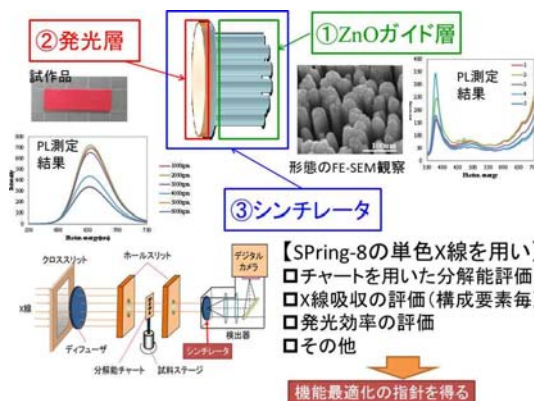 ②発光層
①ZnOガイド層
試作品
PL測定
結果
PL測定
結果
形態のFE-SEM観察
③シンチレータ
クロススリット
ホールスリット
デジタル
カメラ
X線
ディフューザ
検出器
シンチレータ
分解能チャート
試料ステージ
【SPring-8の単色X線を用い】
□チャートを用いた分解能評価
□X線吸収の評価(構成要素毎)
□発光効率の評価
□その他
機能最適化の指針を得る